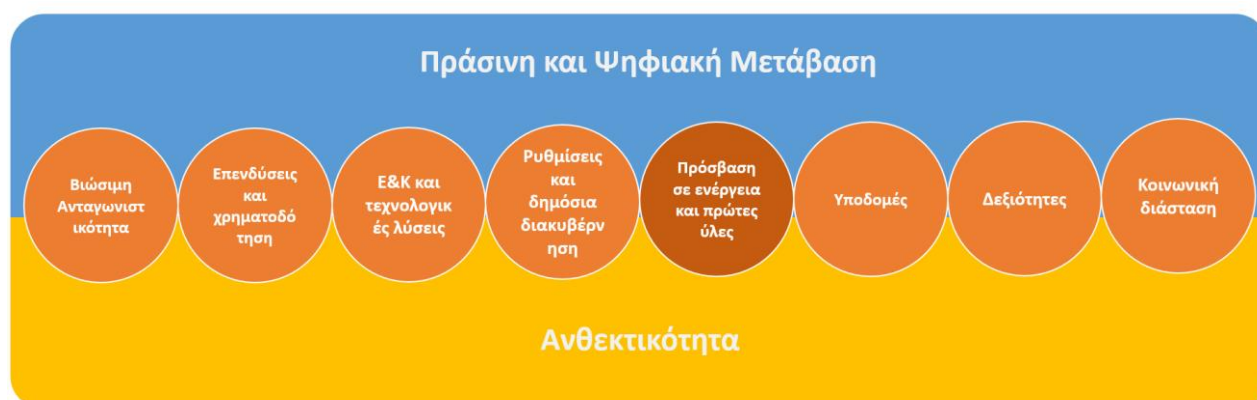 Πράσινη και Ψηφιακή Μετάβαση
Βιώσιμη
Ανταγωνιστ
ικότητα
Επενδύσεις
και
χρηματοδό
τηση
Ε&Κ και
τεχνολογικ
ές λύσεις
Ρυθμίσεις
και
δημόσια
διακυβέρν
ηση
Πρόσβαση
σε ενέργεια
και πρώτες
ύλες
Υποδομές
Δεξιότητες
Κοινωνική
διάσταση
Ανθεκτικότητα